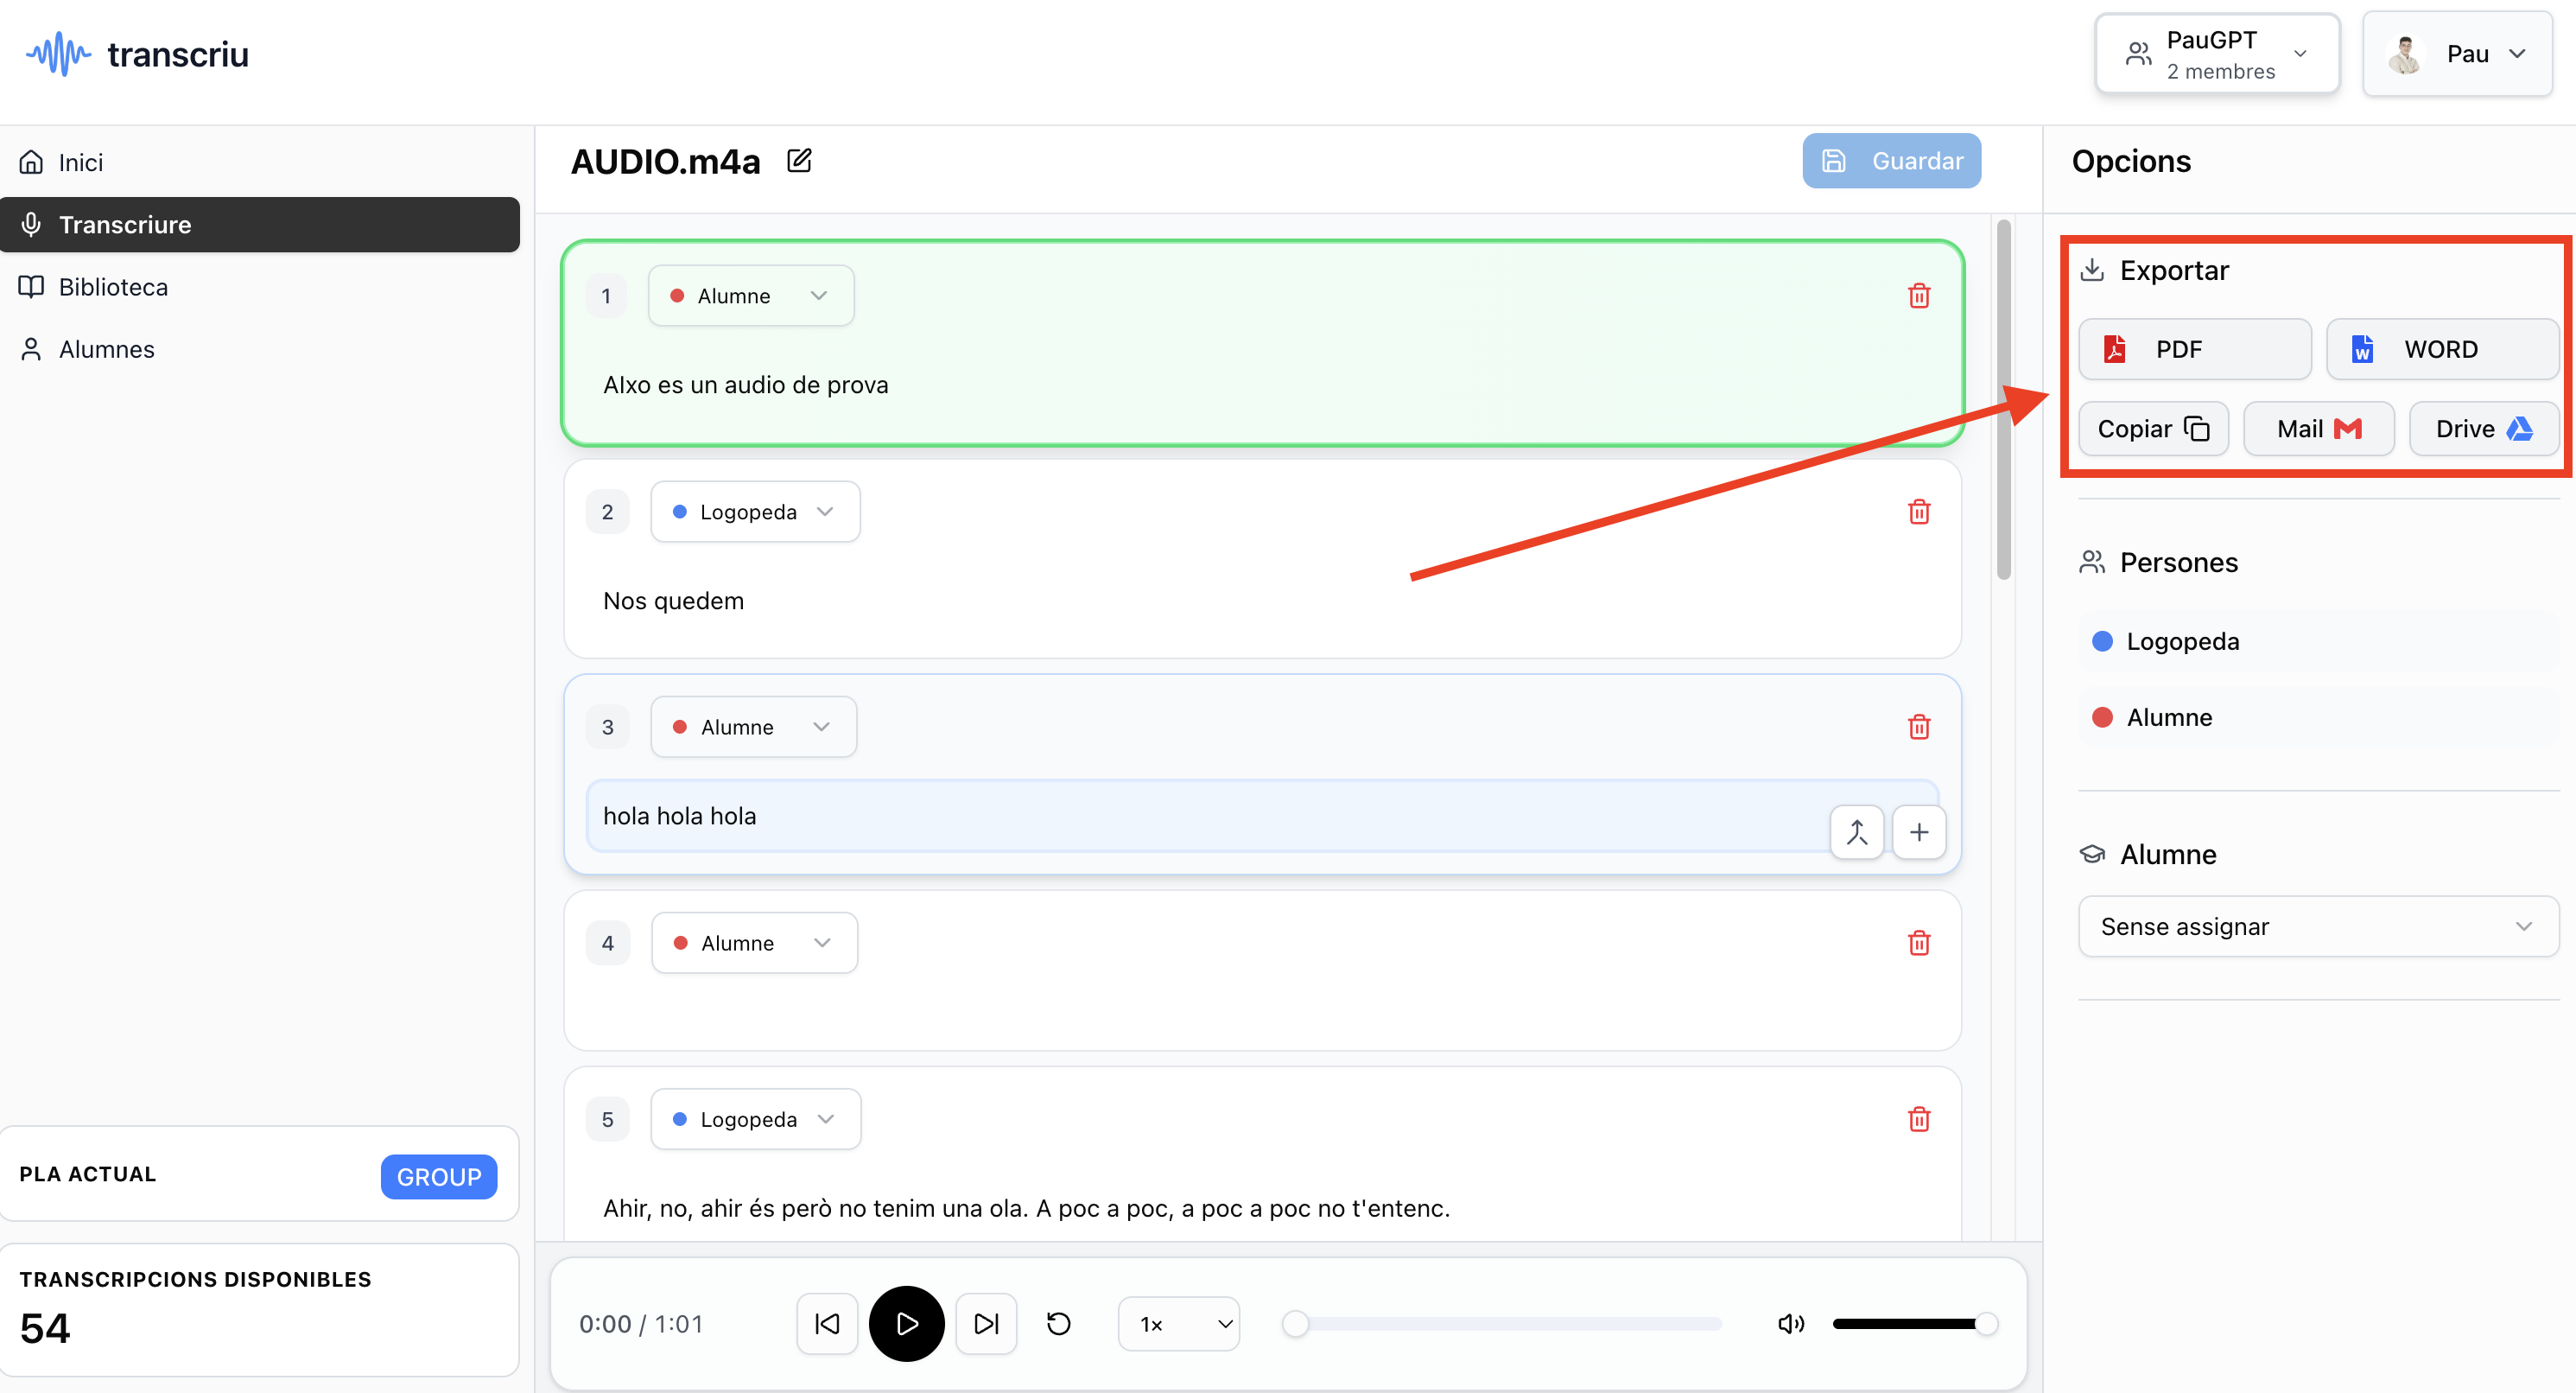 transcriu
PauGPT
2 membres
Pau
Inici
Transcriure
Biblioteca
Alumnes
PLA ACTUAL
GROUP
TRANSCRIPCIONS DISPONIBLES
54
AUDIO.m4a
Guardar
1
Alumne
AIxo es un audio de prova
2
Logopeda
Nos quedem
3
Alumne
hola hola hola
4
Alumne
5
Logopeda
Ahir, no, ahir és però no tenim una ola. A poc a poc, a poc a poc no t'entenc.
0:00 / 1:01
1×
Opcions
Exportar
PDF
WORD
Copiar
Mail
Drive
Persones
Logopeda
Alumne
Alumne
Sense assignar